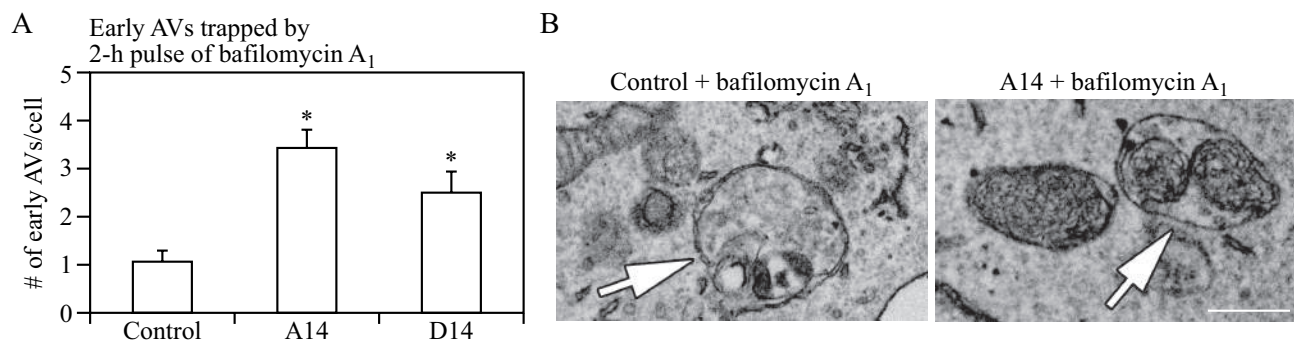 A
Early AVs trapped by
2-h pulse of bafilomycin A1
# of early AVs/cell
5
4
3
2
1
0
*
*
Control
A14
D14
B
Control + bafilomycin A1
A14 + bafilomycin A1